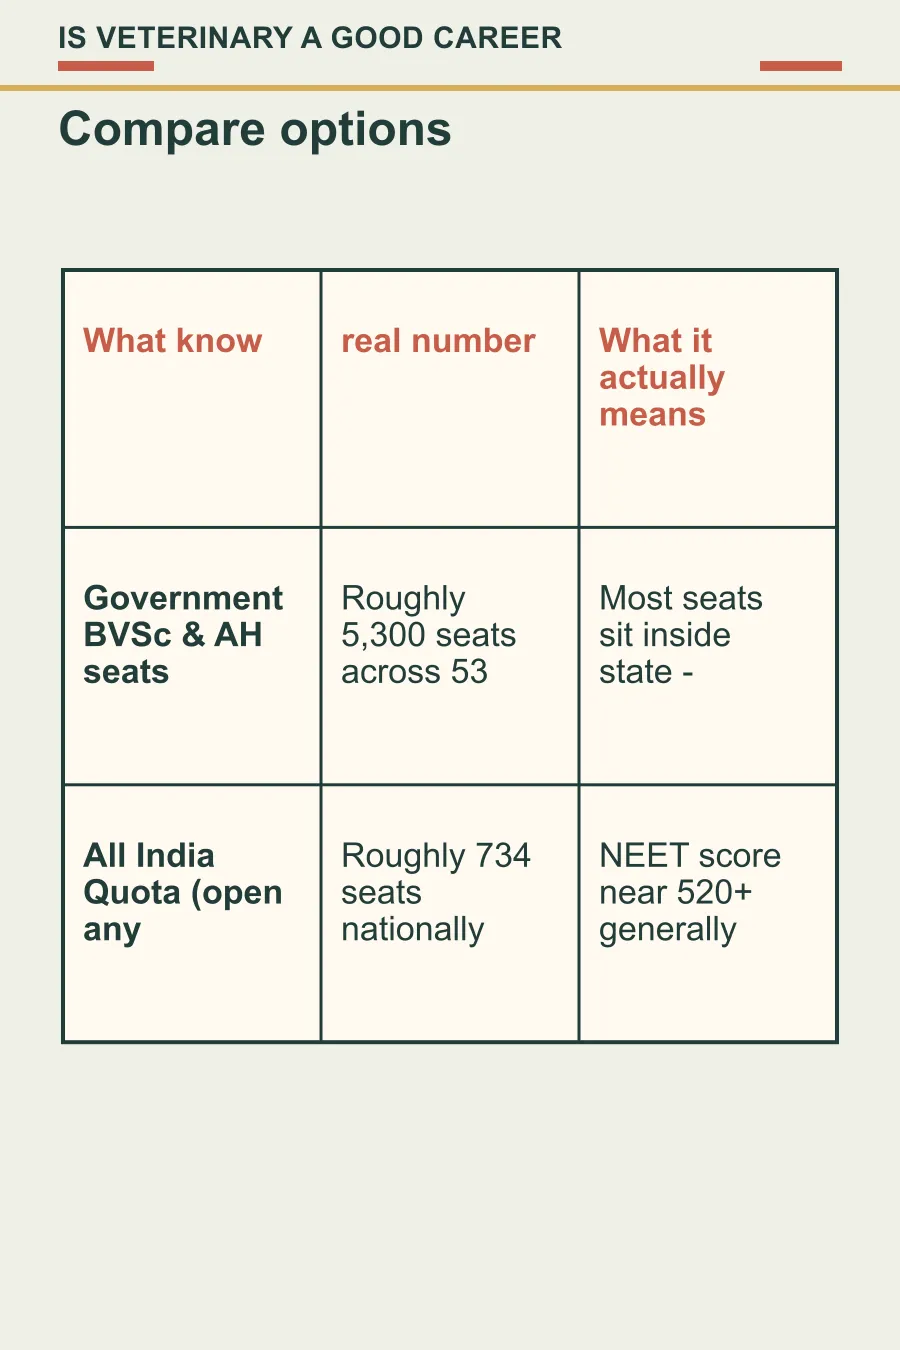 IS VETERINARY A GOOD CAREER
Compare options
What know
real number
What it
actually
means
Government
BVSc & AH
seats
Roughly
5,300 seats
across 53
Most seats
sit inside
state -
All India
Quota (open
any
Roughly 734
seats
nationally
NEET score
near 520+
generally